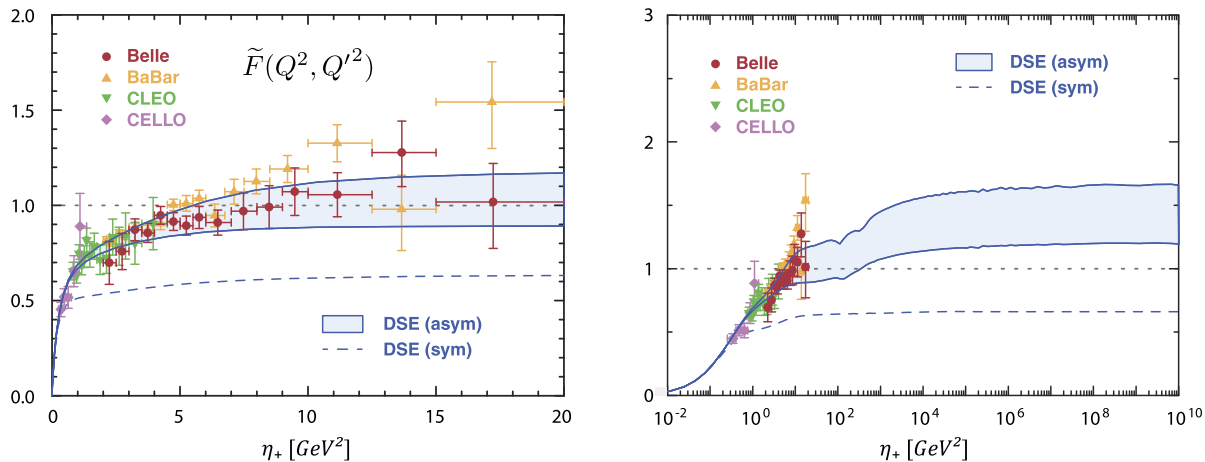 2.0
1.5
1.0
0.5
0.0
Belle
BaBar
CLEO
CELLO
F̃(Q², Q′²)
DSE (asym)
DSE (sym)
0 5 10 15 20
η₊ [GeV²]
3
2
1
0
Belle
BaBar
CLEO
CELLO
DSE (asym)
DSE (sym)
10⁻² 10⁰ 10² 10⁴ 10⁶ 10⁸ 10¹⁰
η₊ [GeV²]